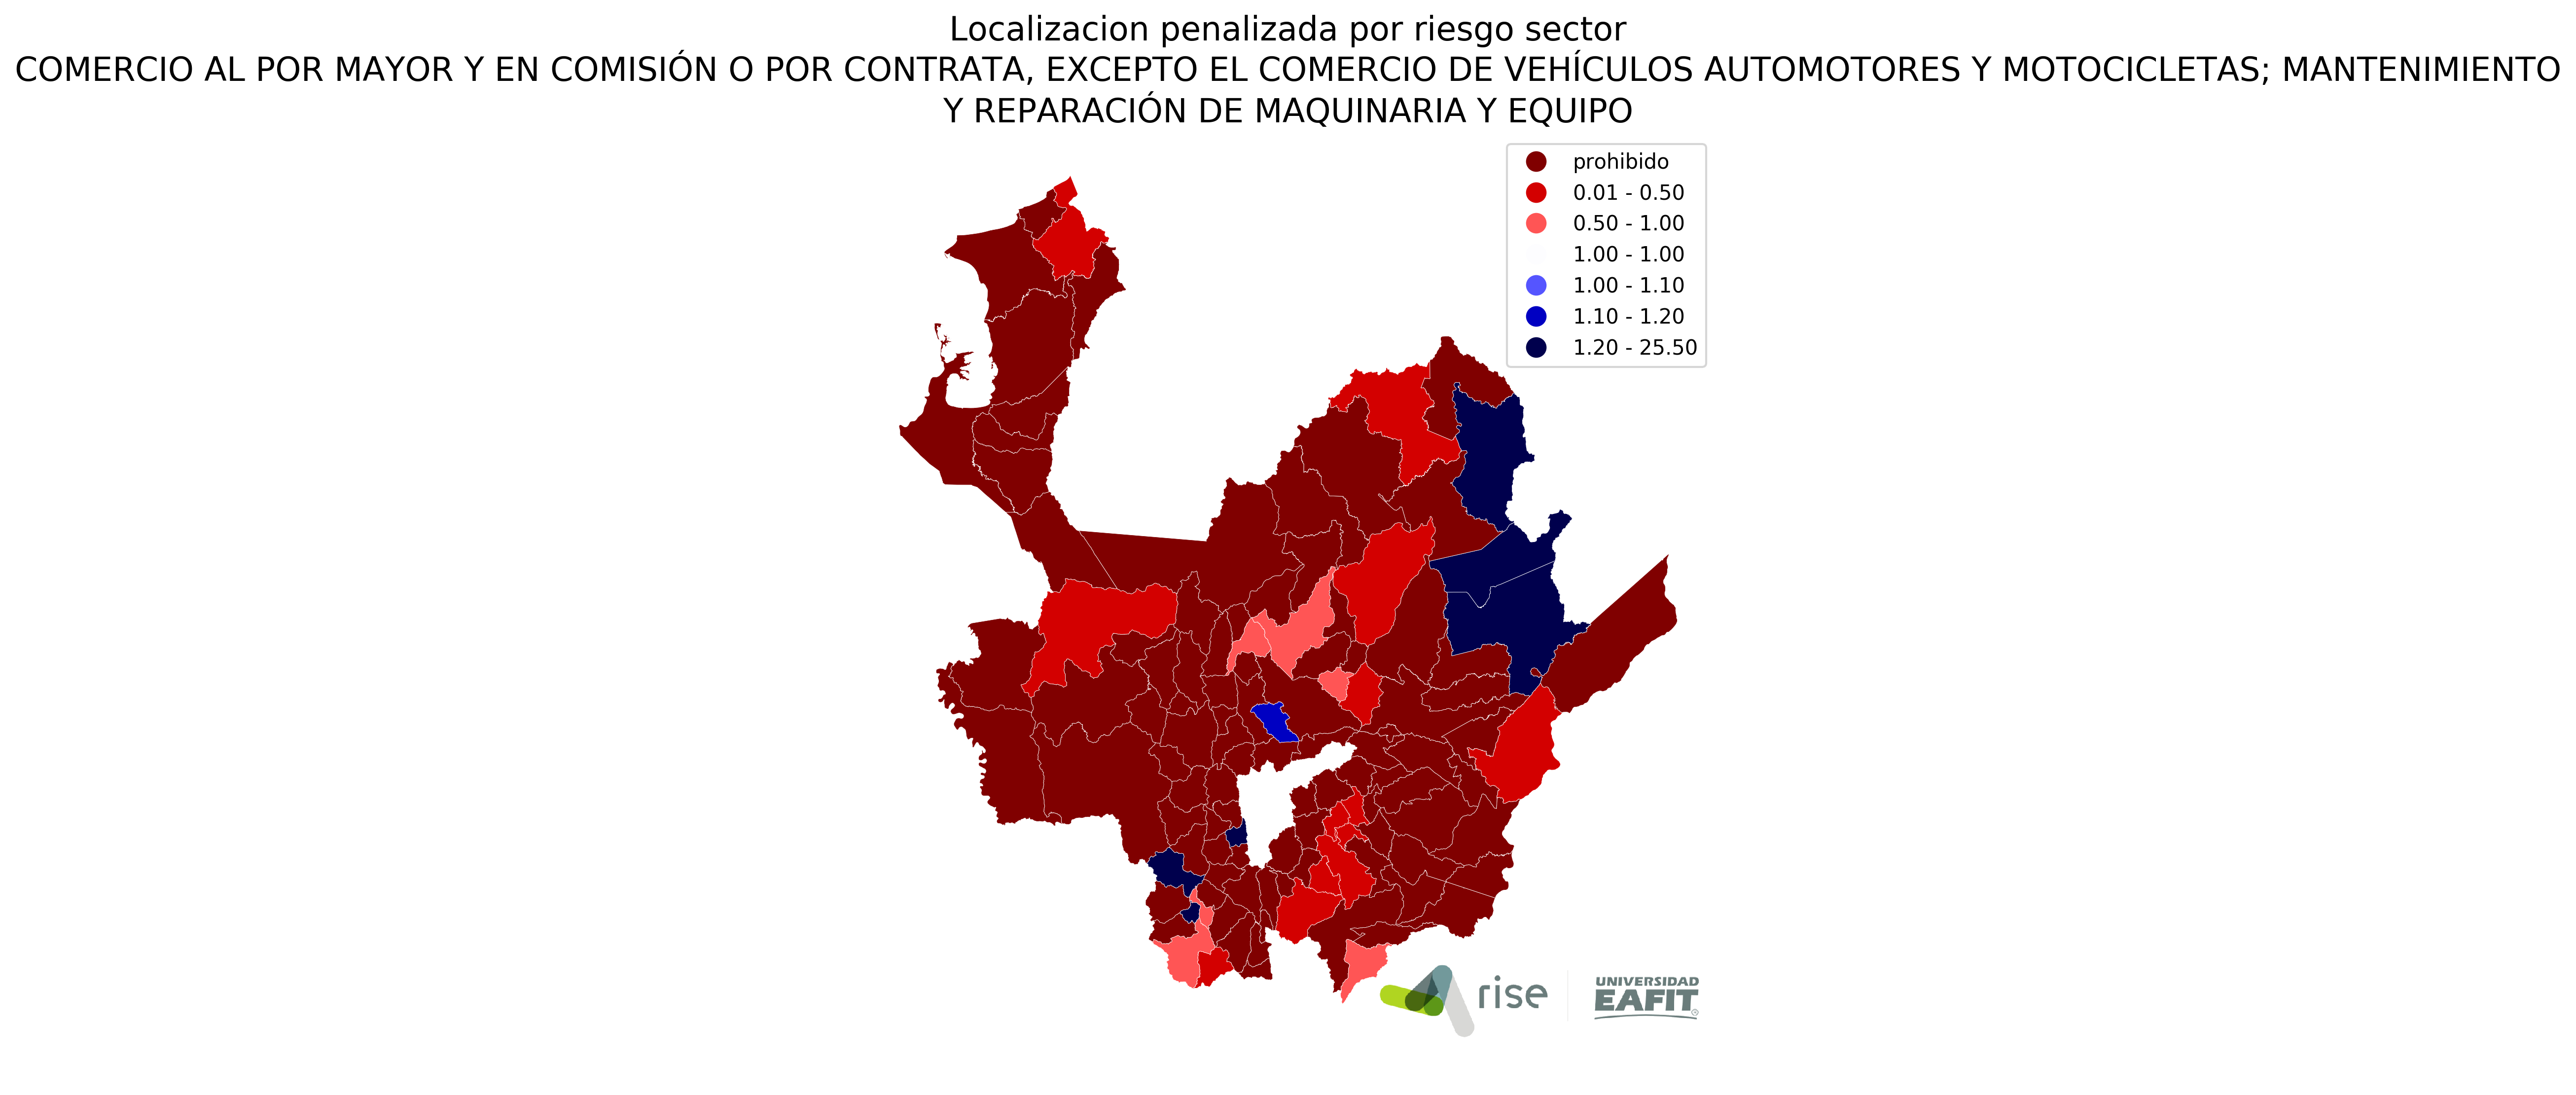 Localizacion penalizada por riesgo sector
COMERCIO AL POR MAYOR Y EN COMISIÓN O POR CONTRATA, EXCEPTO EL COMERCIO DE VEHÍCULOS AUTOMOTORES Y MOTOCICLETAS; MANTENIMIENTO
Y REPARACIÓN DE MAQUINARIA Y EQUIPO
prohibido
0.01 - 0.50
0.50 - 1.00
1.00 - 1.00
1.00 - 1.10
1.10 - 1.20
1.20 - 25.50
rise
UNIVERSIDAD
EAFIT